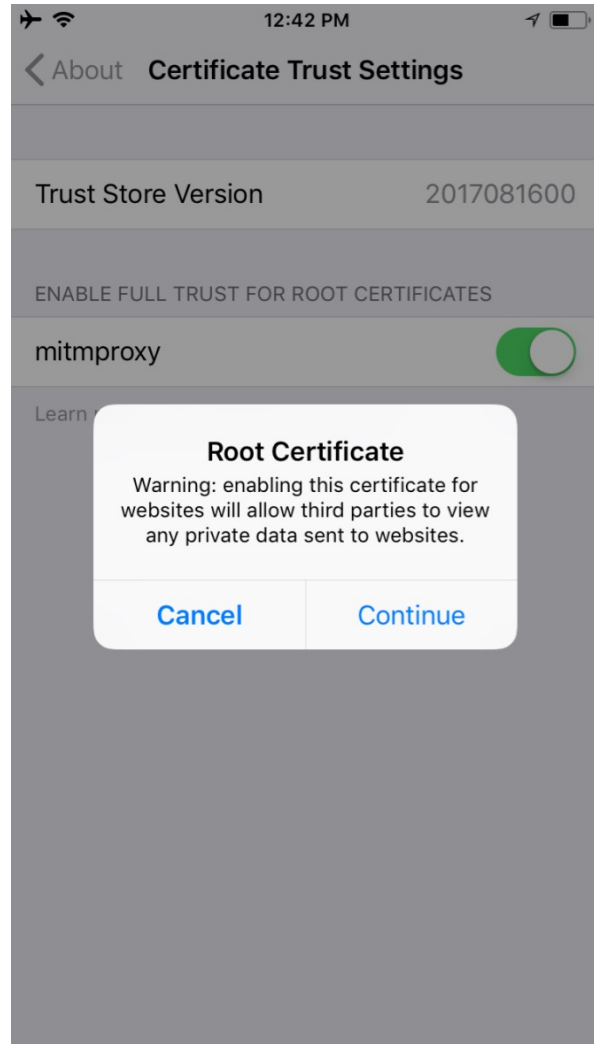 12:42 PM
About Certificate Trust Settings
Trust Store Version 2017081600
ENABLE FULL TRUST FOR ROOT CERTIFICATES
mitmproxy
Learn
Root Certificate
Warning: enabling this certificate for
websites will allow third parties to view
any private data sent to websites.
Cancel Continue